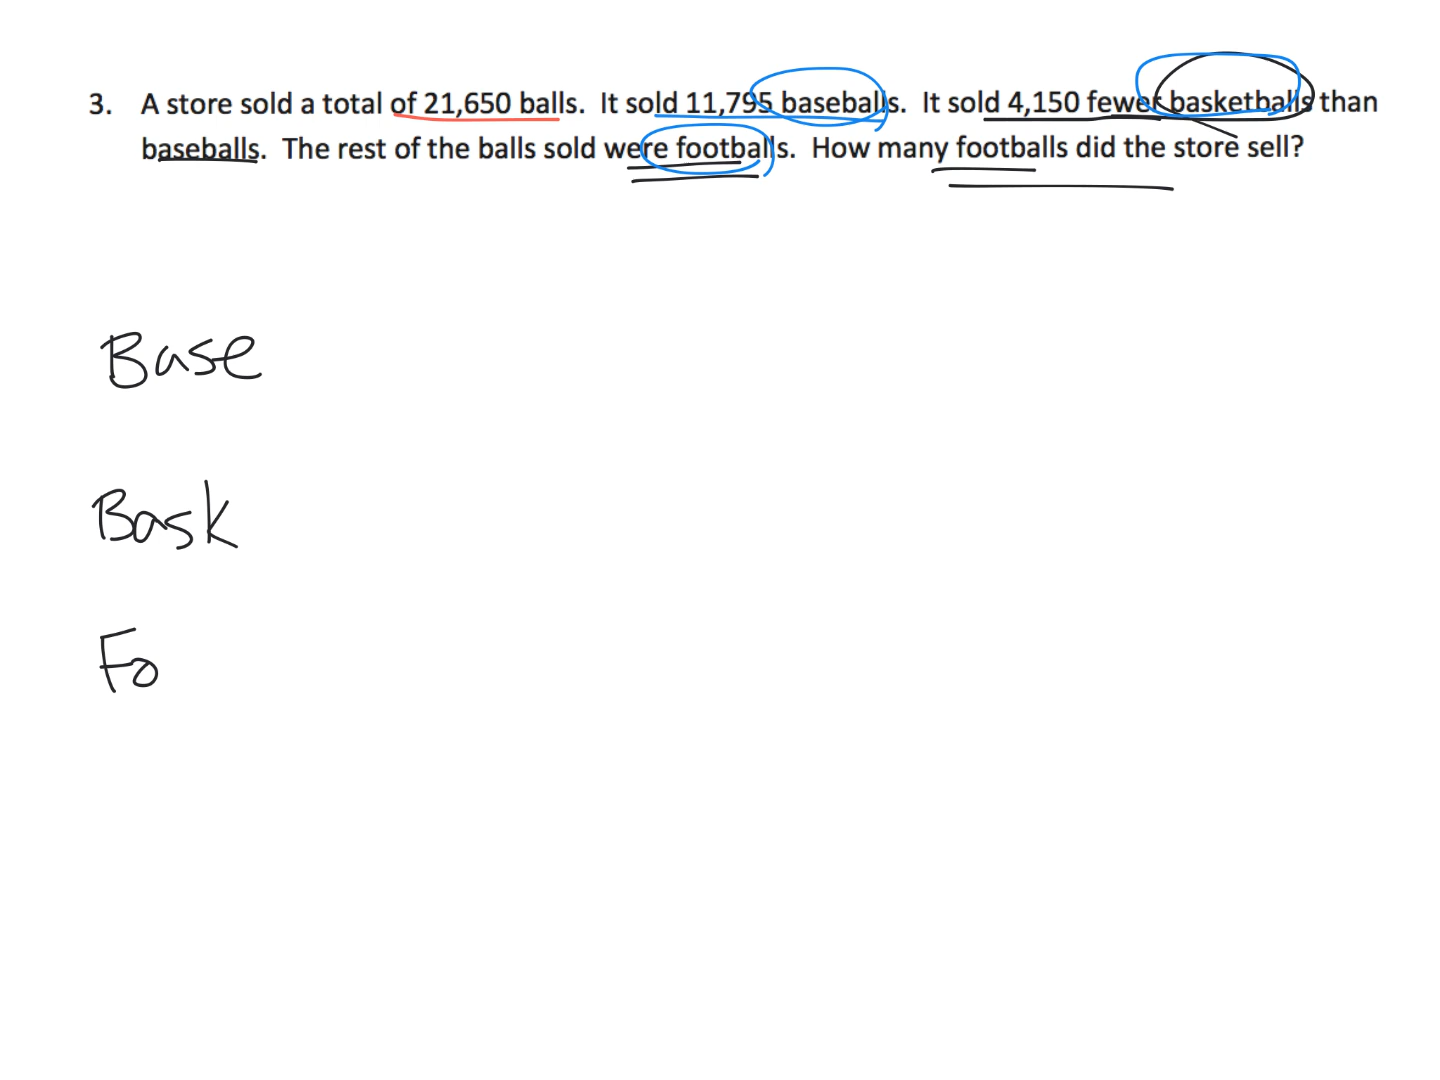 3. A store sold a total of 21,650 balls. It sold 11,795 baseballs. It sold 4,150 fewer basketballs than
baseballs. The rest of the balls sold were footballs. How many footballs did the store sell?
Base
Bask
Fo